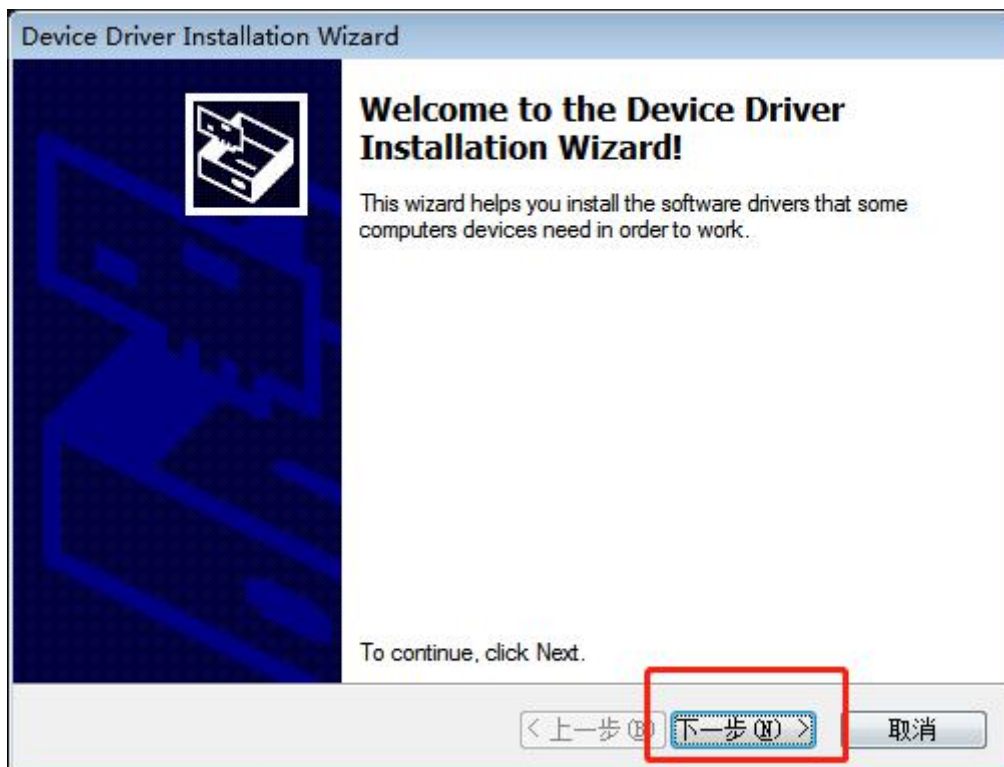 Device Driver Installation Wizard
Welcome to the Device Driver
Installation Wizard!
This wizard helps you install the software drivers that some
computers devices need in order to work.
To continue, click Next.
< 上一步(B) 下一步(N) > 取消